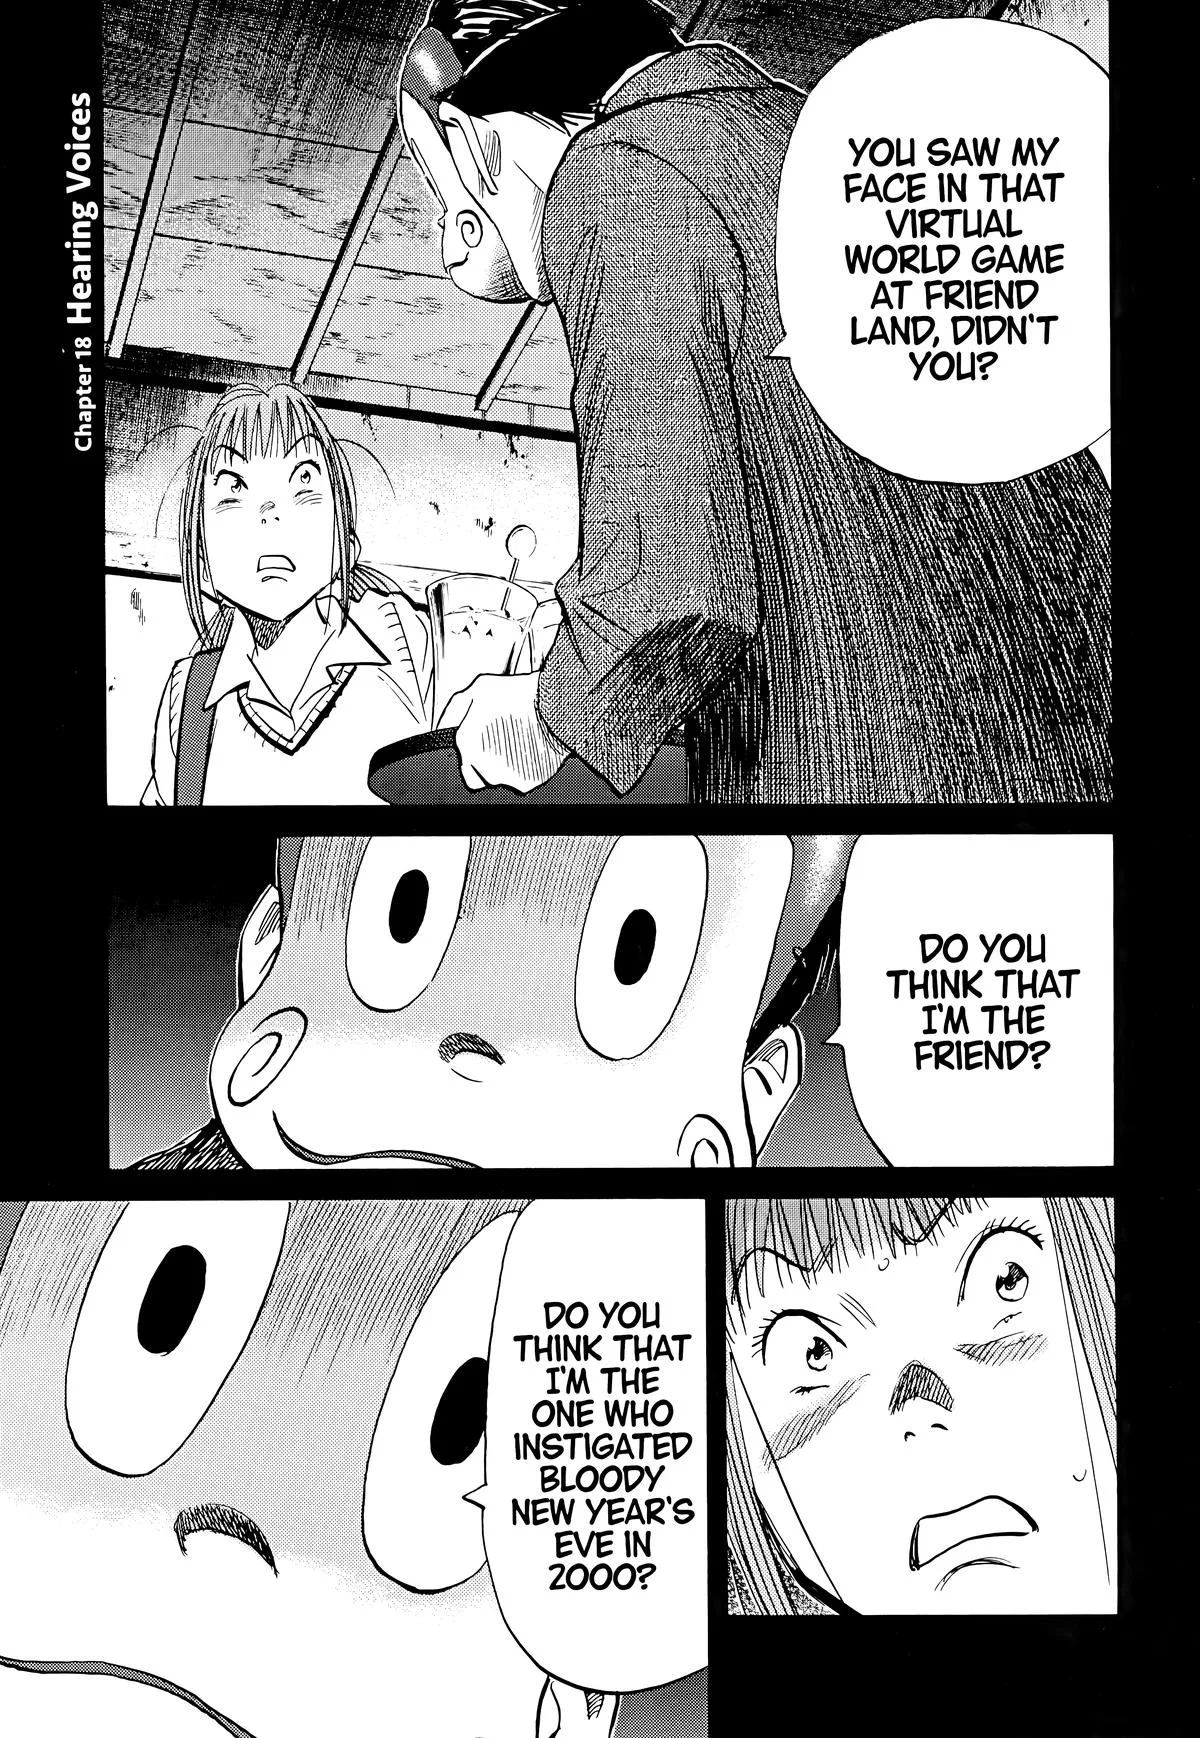 Chapter 18 Hearing Voices
YOU SAW MY
FACE IN THAT
VIRTUAL
WORLD GAME
AT FRIEND
LAND, DIDN'T
YOU?
DO YOU
THINK THAT
I'M THE
FRIEND?
DO YOU
THINK THAT
I'M THE
ONE WHO
INSTIGATED
BLOODY
NEW YEAR'S
EVE IN
2000?